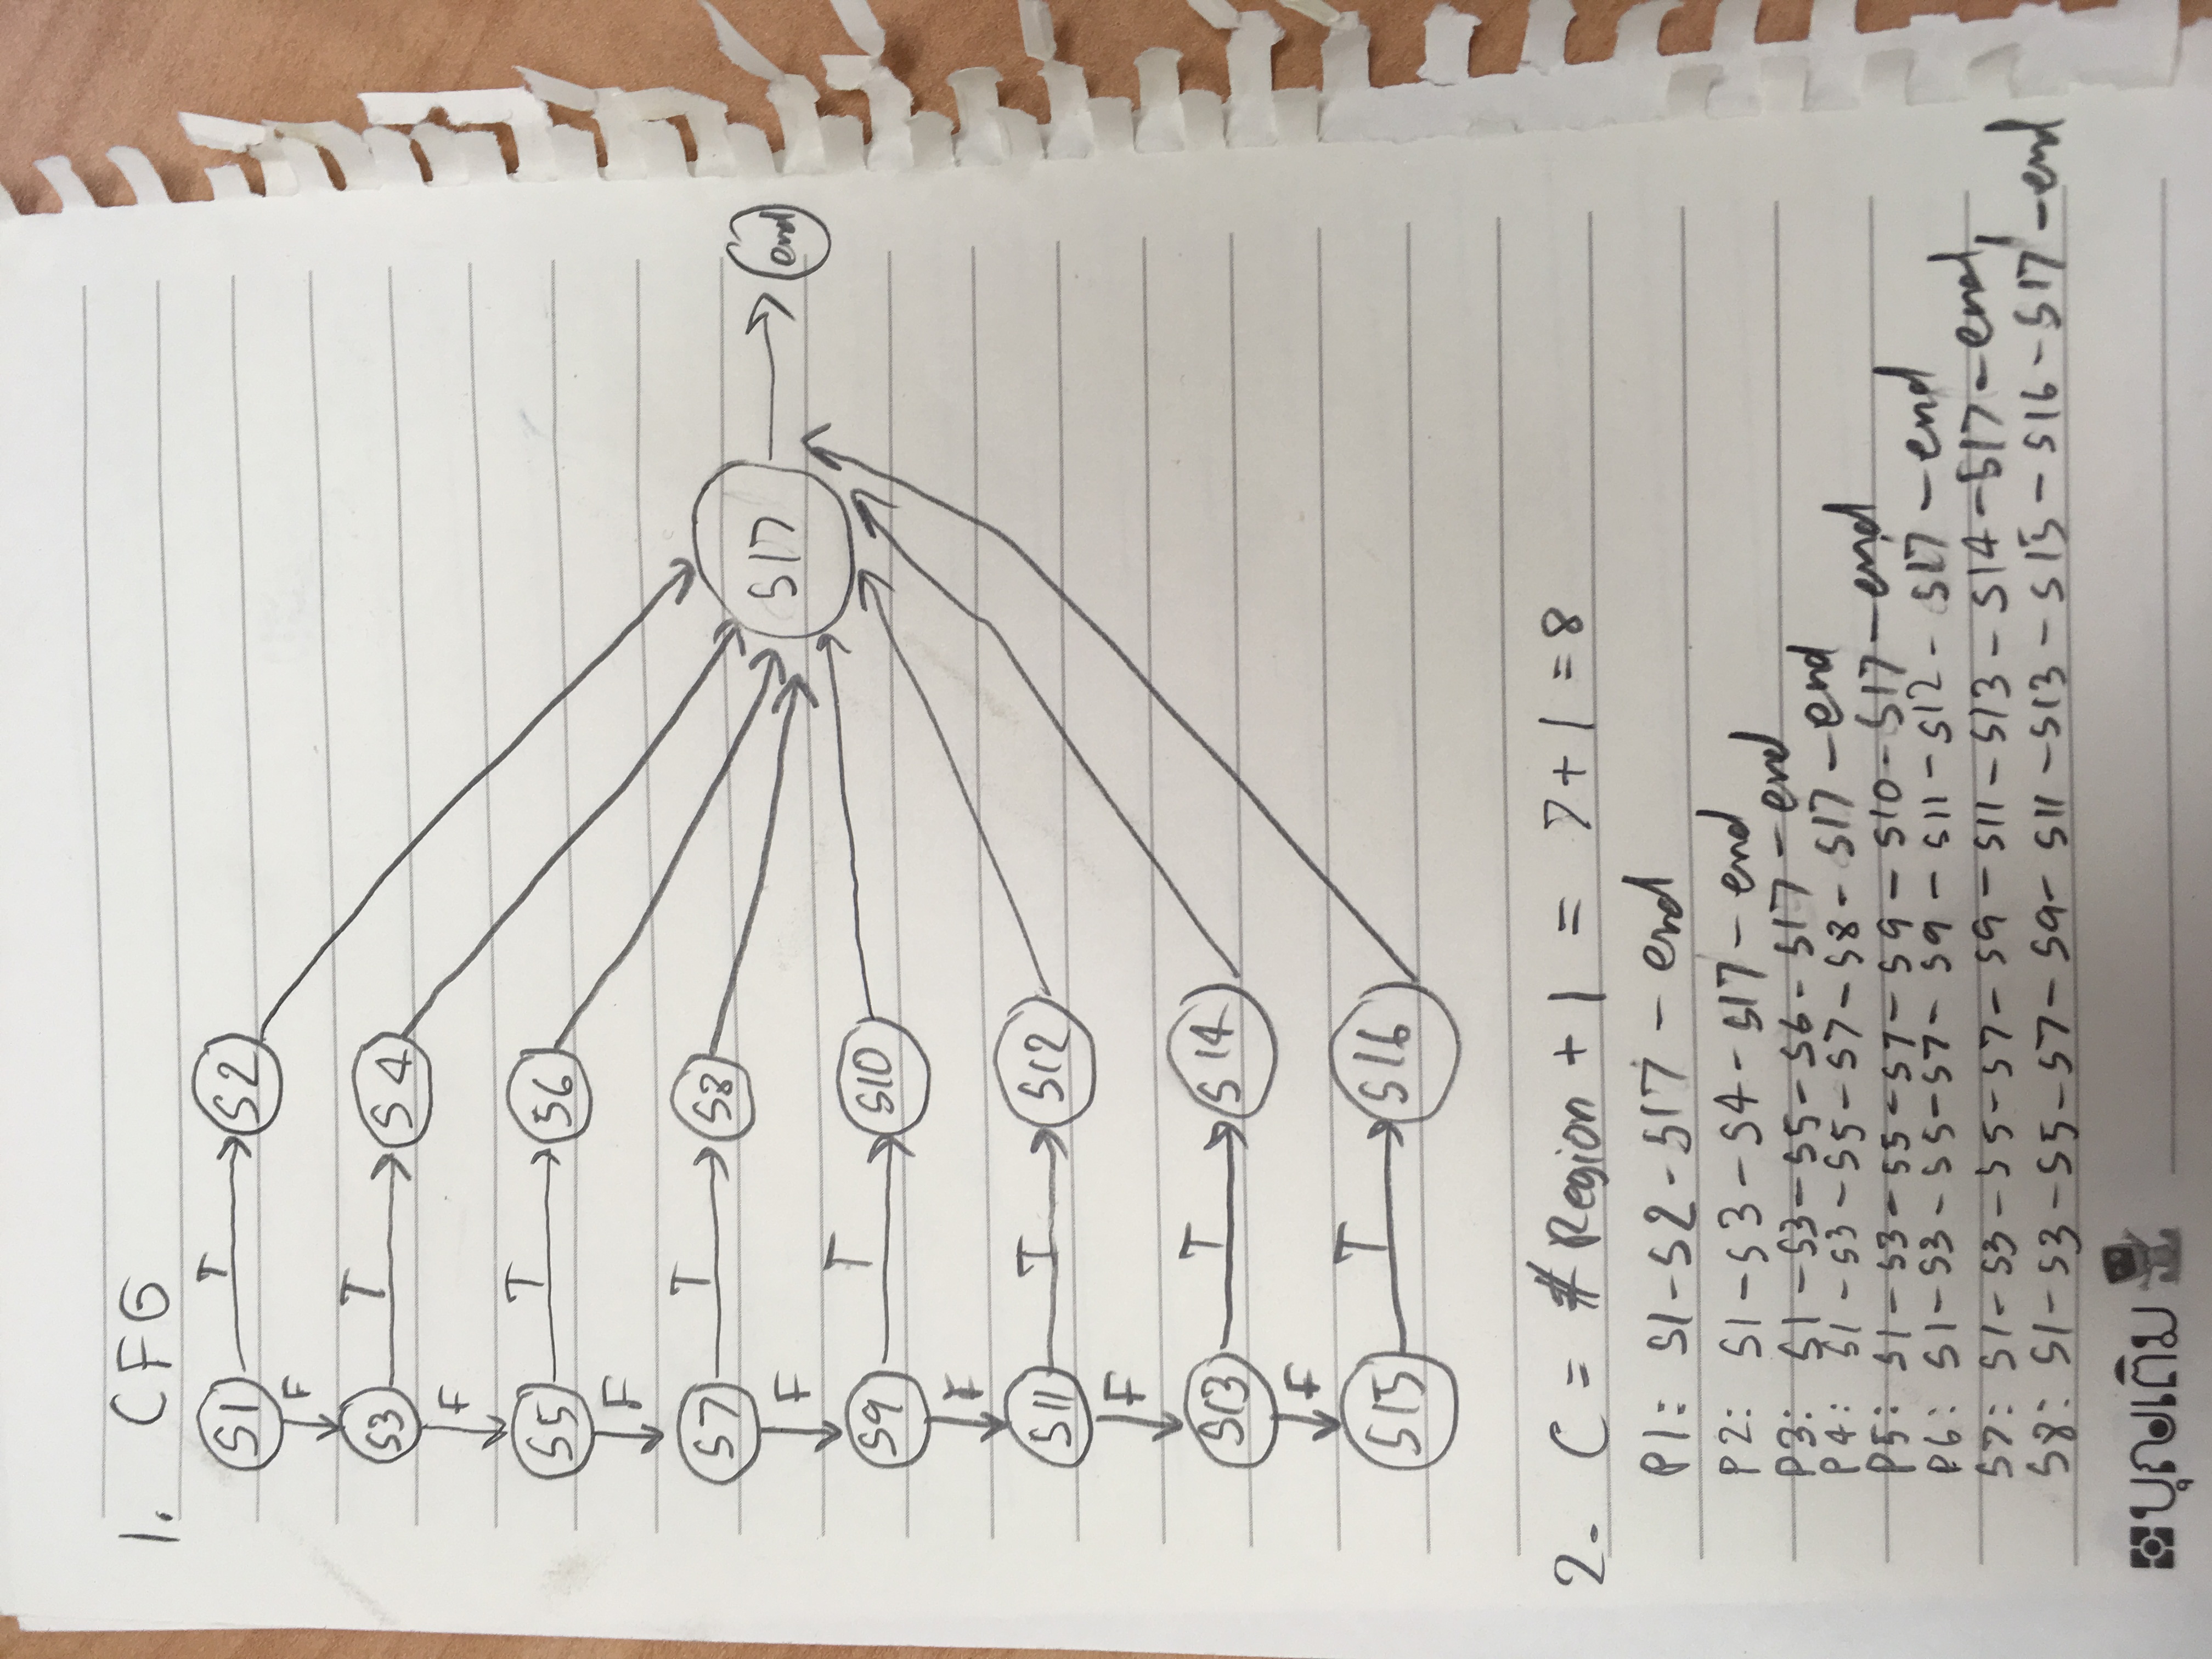 1. CFG
S1 T S2
F
S3 T S4
F
S5 T S6
F
S7 T S8
S17 end
F
S9 T S10
F
S11 T S12
F
S13 T S14
F
S15 T S16
2. C = # Region + 1 = 7 + 1 = 8
P1: S1 - S2 - S17 - end
P2: S1 - S3 - S4 - S17 - end
P3: S1 - S3 - S5 - S6 - S17 - end
P4: S1 - S3 - S5 - S7 - S8 - S17 - end
P5: S1 - S3 - S5 - S7 - S9 - S10 - S17 - end
P6: S1 - S3 - S5 - S7 - S9 - S11 - S12 - S17 - end
S7: S1 - S3 - S5 - S7 - S9 - S11 - S13 - S14 - S17 - end
S8: S1 - S3 - S5 - S7 - S9 - S11 - S13 - S15 - S16 - S17 - end
บุญเติม